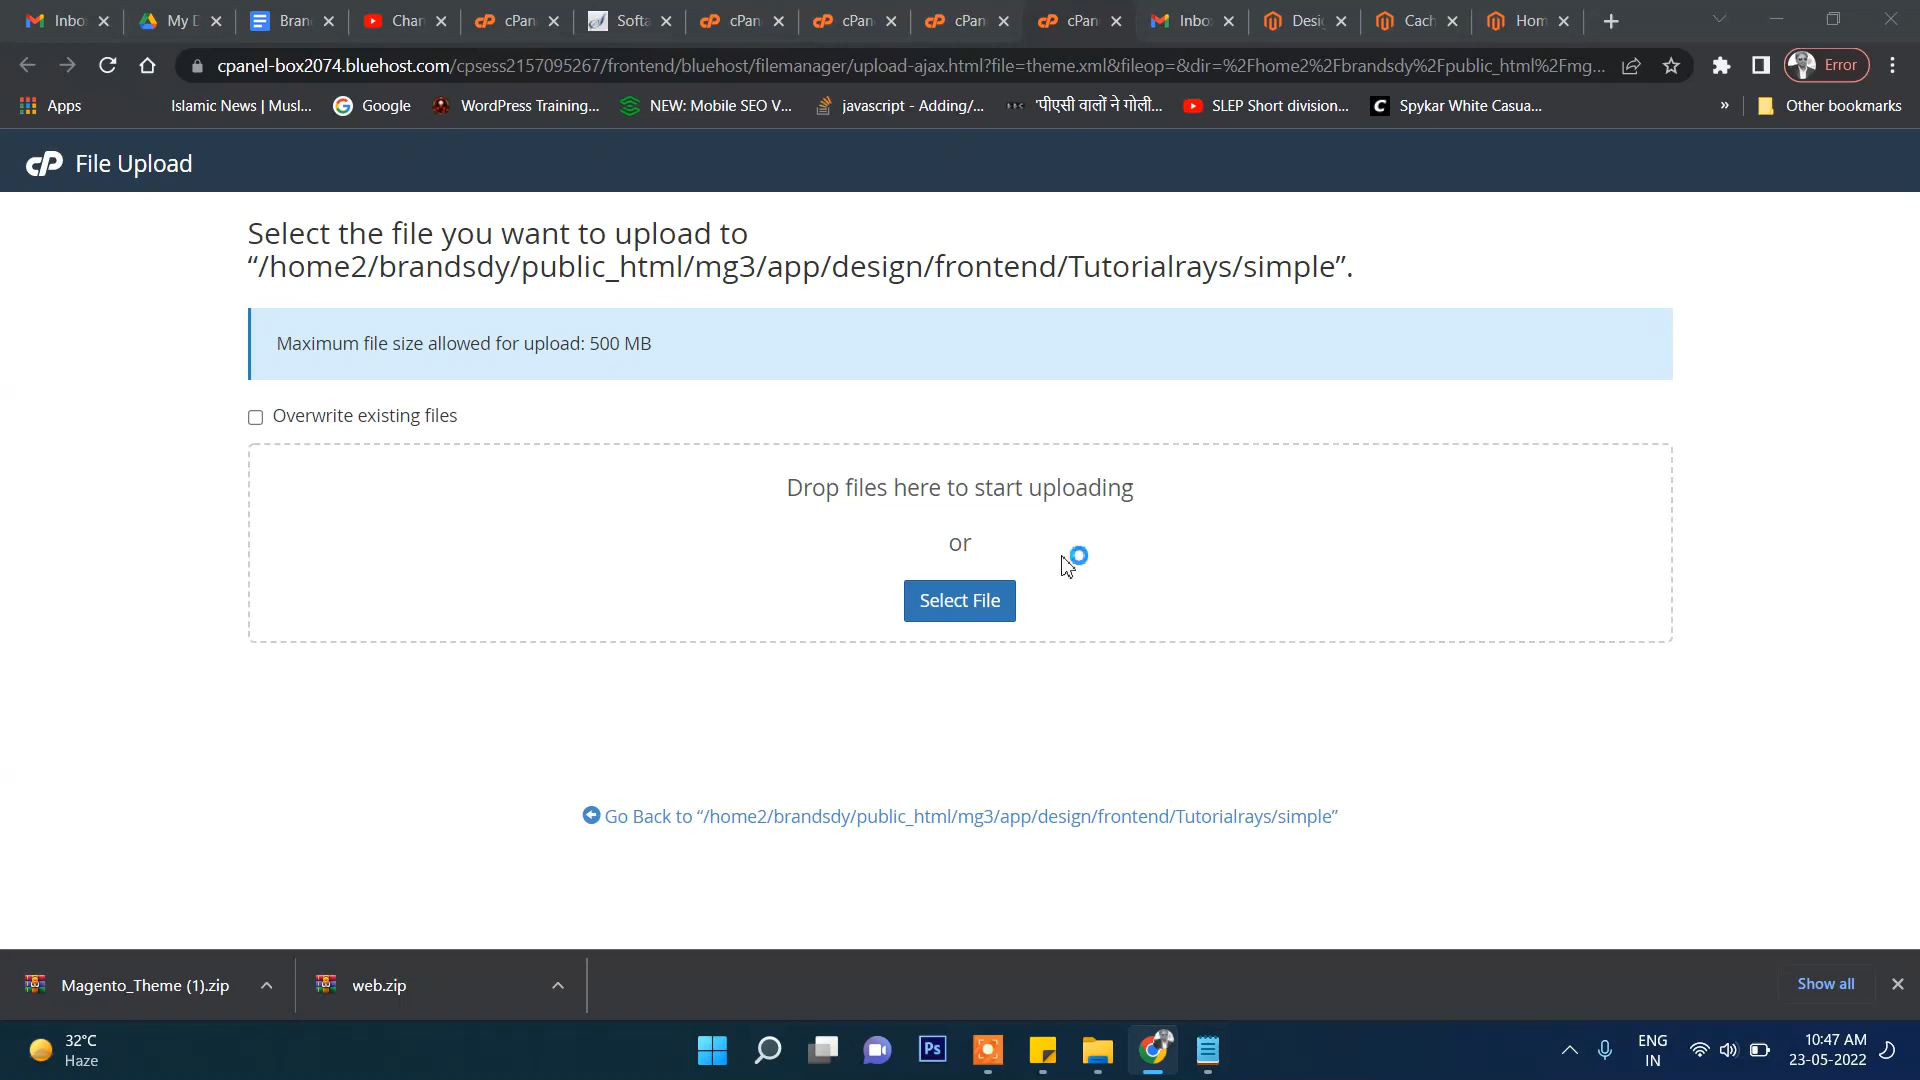 Inbo
My D
Bran
Chan
cPan
Softa
cPan
cPan
cPan
cPan
Inbo
Desi
Cach
Hom
cpanel-box2074.bluehost.com/cpsess2157095267/frontend/bluehost/filemanager/upload-ajax.html?file=theme.xml&fileop=&dir=%2Fhome2%2Fbrandsdy%2Fpublic_html%2Fmg...
Error
Apps
Islamic News | Musl...
Google
WordPress Training...
NEW: Mobile SEO V...
javascript - Adding/...
'पीएसी वालों ने गोली...
SLEP Short division...
Spykar White Casua...
»
Other bookmarks
cP File Upload
Select the file you want to upload to
“/home2/brandsdy/public_html/mg3/app/design/frontend/Tutorialrays/simple”.
Maximum file size allowed for upload: 500 MB
Overwrite existing files
Drop files here to start uploading
or
Select File
Go Back to “/home2/brandsdy/public_html/mg3/app/design/frontend/Tutorialrays/simple”
Magento_Theme (1).zip
web.zip
Show all
32°C
Haze
Ps
ENG
IN
10:47 AM
23-05-2022